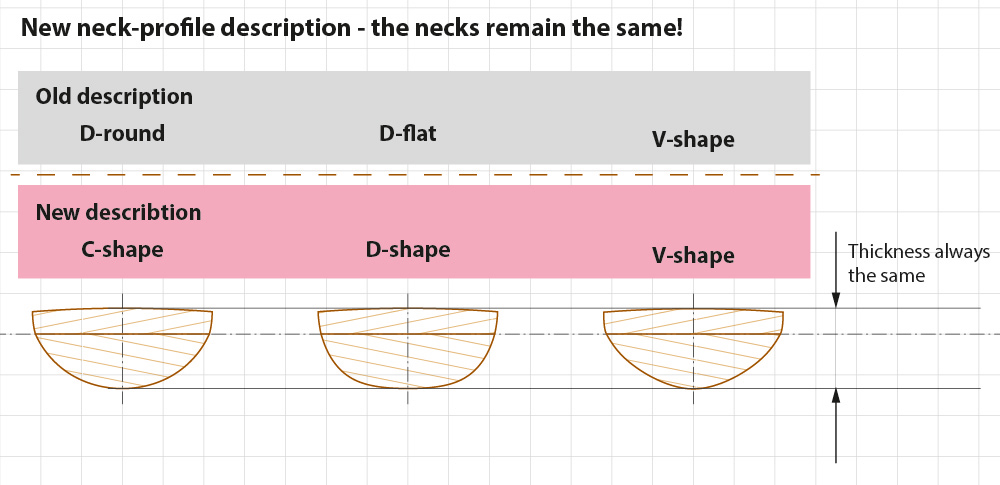 New neck-profile description - the necks remain the same!
Old description
D-round D-flat V-shape
New describtion
C-shape D-shape V-shape
Thickness always
the same